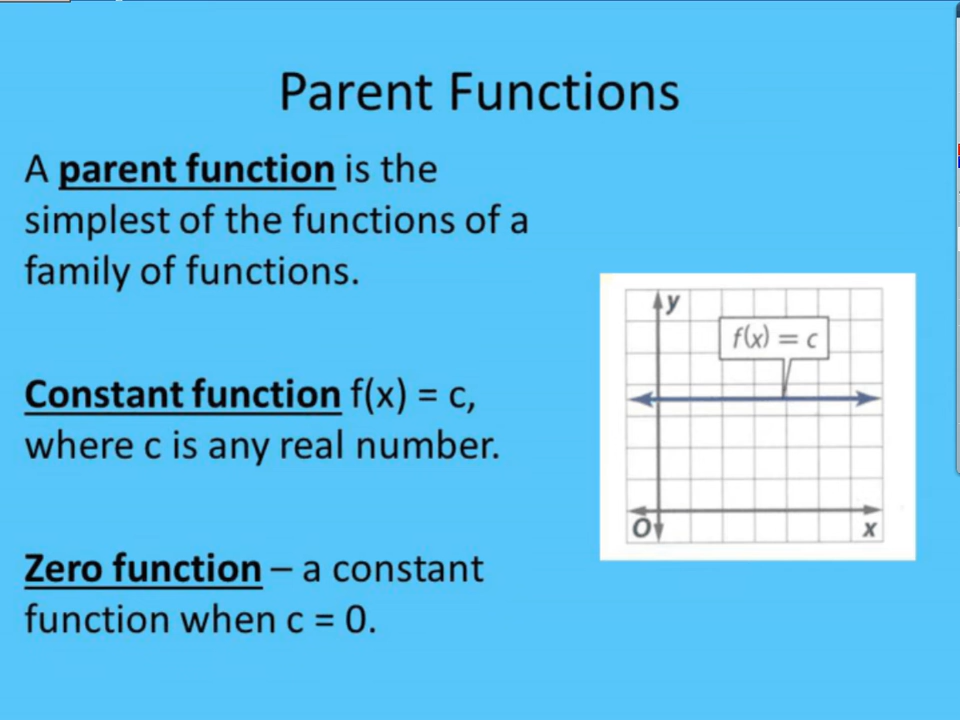 Parent Functions
A parent function is the
simplest of the functions of a
family of functions.
Constant function f(x) = c,
where c is any real number.
Zero function – a constant
function when c = 0.
y
f(x) = c
O
x